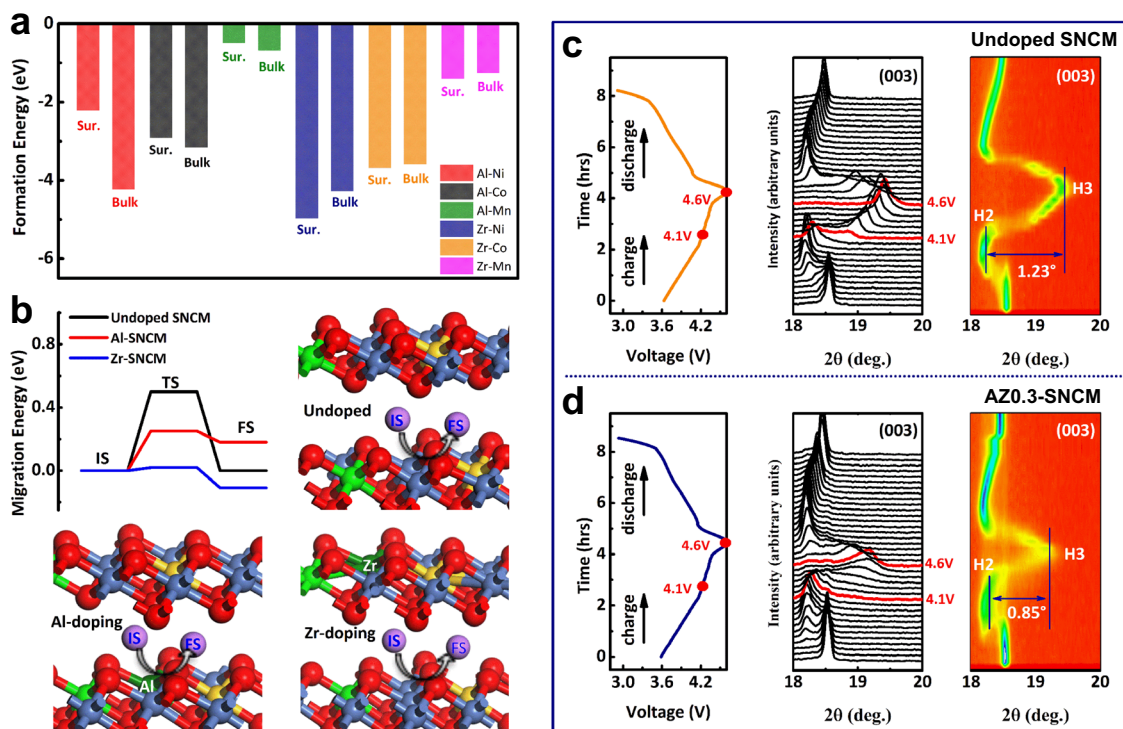 a
Formation Energy (eV)
0
-2
-4
-6
Sur.
Bulk
Sur.
Bulk
Sur.
Bulk
Sur.
Bulk
Sur.
Bulk
Sur.
Bulk
Al-Ni
Al-Co
Al-Mn
Zr-Ni
Zr-Co
Zr-Mn
b
Migration Energy (eV)
0.8
0.4
0.0
Undoped SNCM
Al-SNCM
Zr-SNCM
IS
TS
FS
Undoped
IS
FS
Al-doping
IS
FS
Al
Zr
Zr-doping
IS
FS
c
Undoped SNCM
Time (hrs)
8
6
4
2
0
discharge
charge
4.6V
4.1V
3.0
3.6
4.2
Voltage (V)
Intensity (arbitrary units)
(003)
4.6V
4.1V
18
19
20
2θ (deg.)
(003)
H2
H3
1.23°
18
19
20
2θ (deg.)
d
AZ0.3-SNCM
Time (hrs)
8
6
4
2
0
discharge
charge
4.6V
4.1V
3.0
3.6
4.2
Voltage (V)
Intensity (arbitrary units)
(003)
4.6V
4.1V
18
19
20
2θ (deg.)
(003)
H2
H3
0.85°
18
19
20
2θ (deg.)